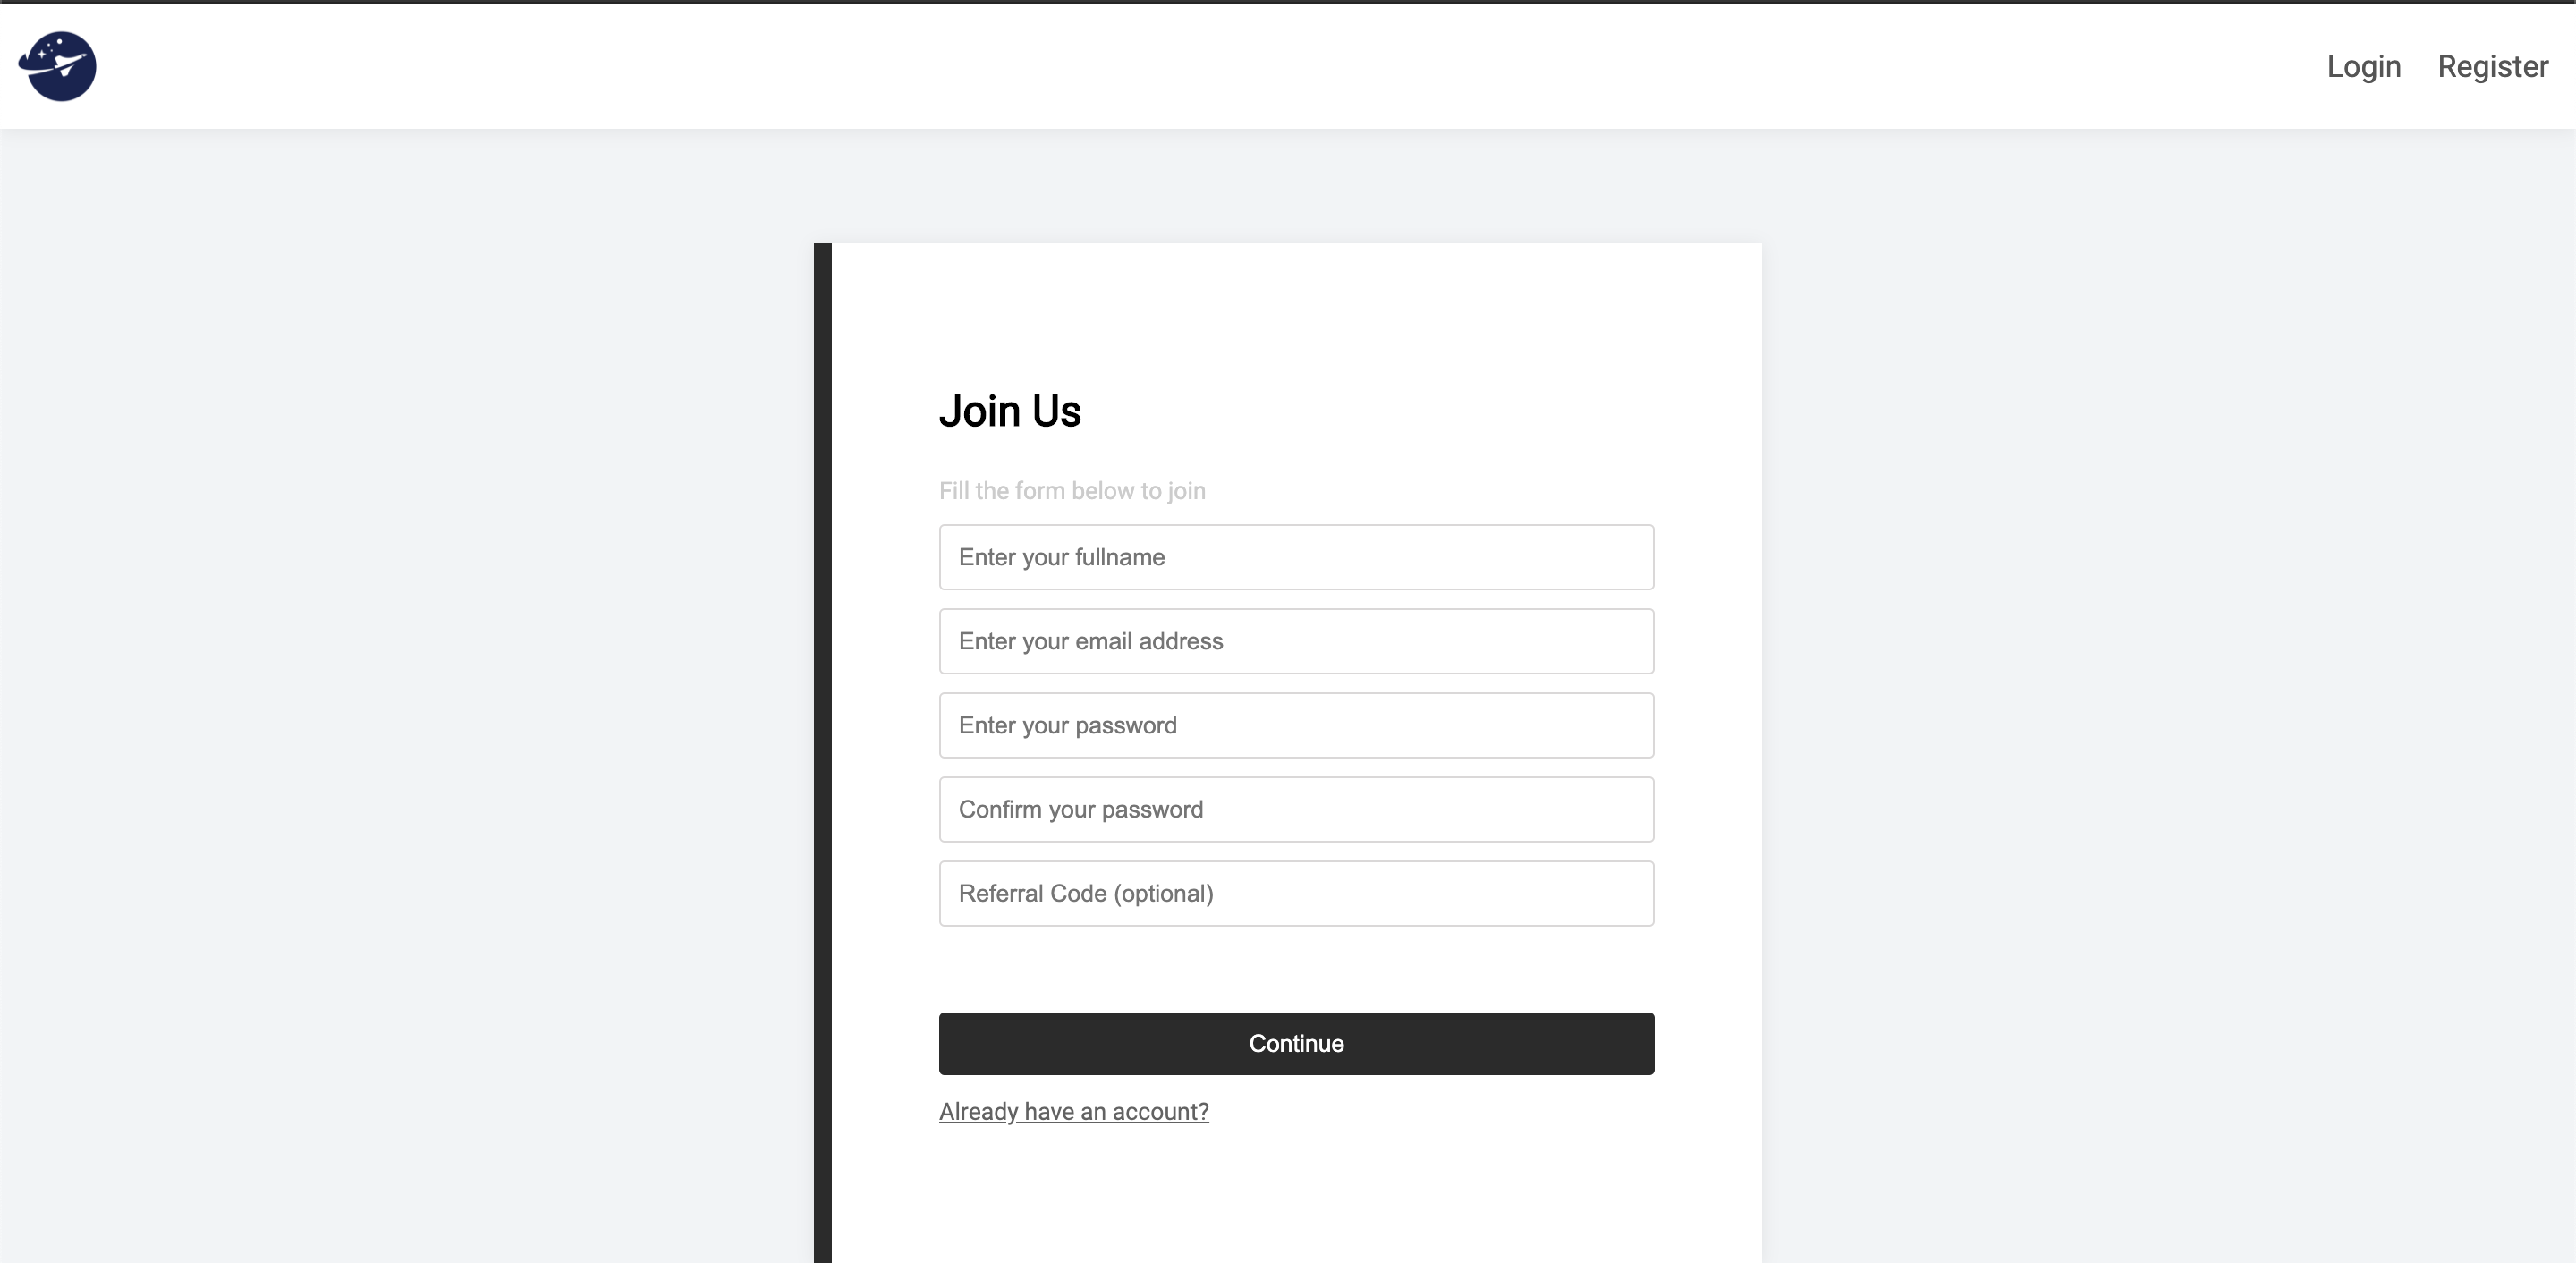 Login Register
Join Us
Fill the form below to join
Enter your fullname
Enter your email address
Enter your password
Confirm your password
Referral Code (optional)
Continue
Already have an account?